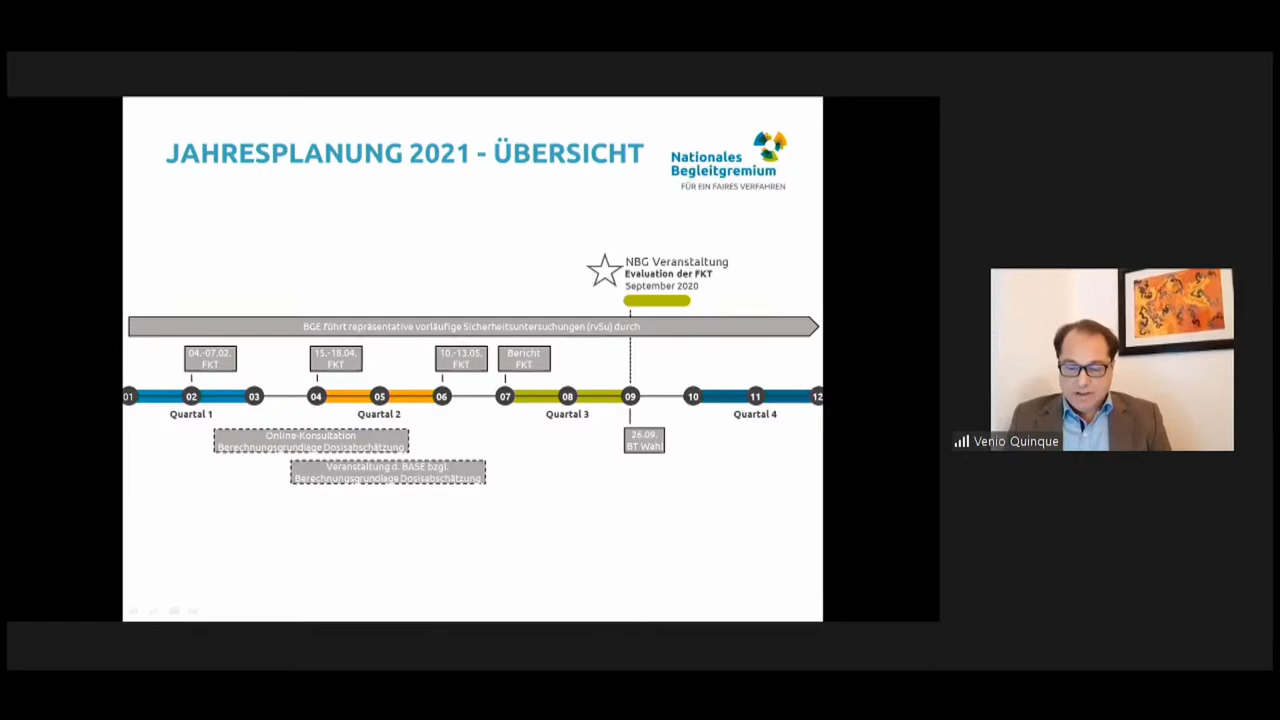 JAHRESPLANUNG 2021 - ÜBERSICHT
Nationales
Begleitgremium
FÜR EIN FAIRES VERFAHREN
NBG Veranstaltung
Evaluation der FKT
September 2020
BGE führt repräsentative vorläufige Sicherheitsuntersuchungen (rvSu) durch
04.-07.02.
FKT
15.-18.04.
FKT
10.-13.05.
FKT
Bericht
FKT
01 02 03 04 05 06 07 08 09 10 11 12
Quartal 1 Quartal 2 Quartal 3 Quartal 4
Online-Konsultation
Berechnungsgrundlage Dosisabschätzung
26.09.
BT Wahl
Veranstaltung d. BASE bzgl.
Berechnungsgrundlage Dosisabschätzung
Venio Quinque